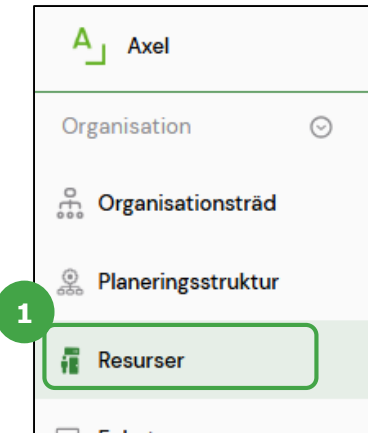 Axel
Organisation
Organisationsträd
Planeringsstruktur
1
Resurser